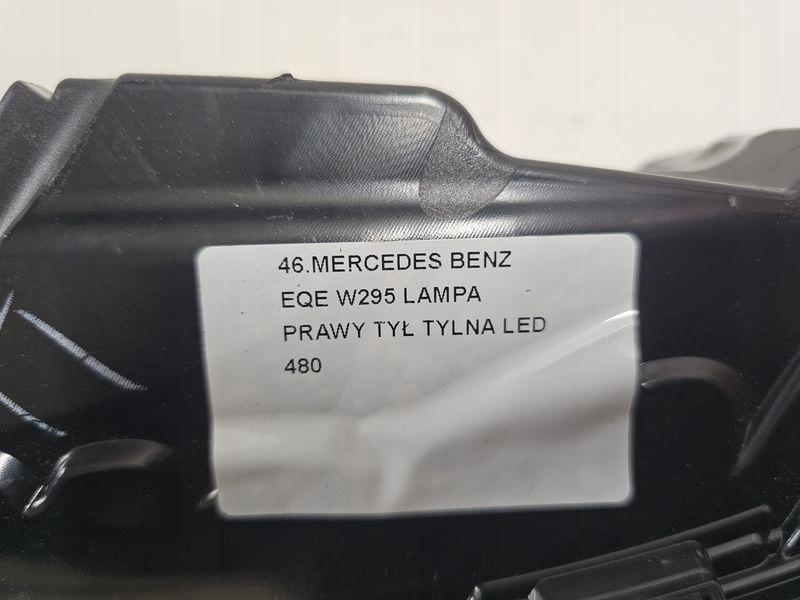 46.MERCEDES BENZ
EQE W295 LAMPA
PRAWY TYŁ TYLNA LED
480